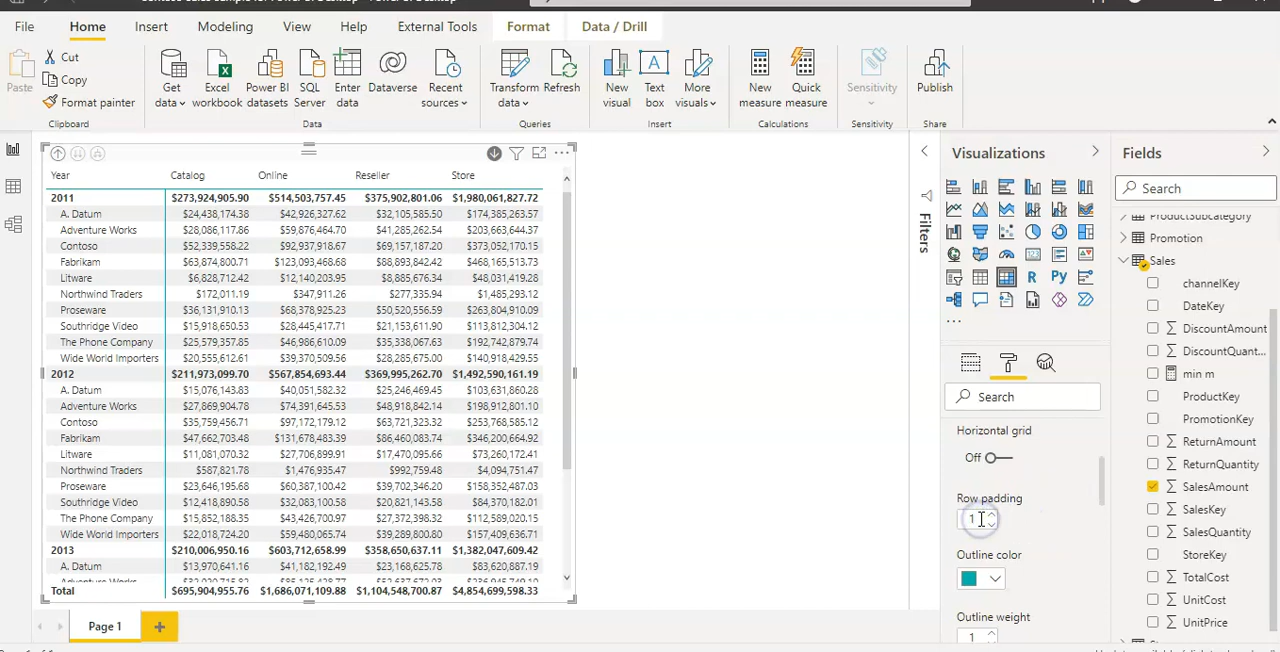 File Home Insert Modeling View Help External Tools Format Data / Drill
Paste
Cut
Copy
Format painter
Clipboard
Get data
Excel workbook
Power BI datasets
SQL Server
Enter data
Dataverse
Recent sources
Data
Transform data
Refresh
Queries
New visual
Text box
More visuals
Insert
New measure
Quick measure
Calculations
Sensitivity
Sensitivity
Publish
Share
Year Catalog Online Reseller Store
2011 $273,924,905.90 $514,503,757.45 $375,902,801.06 $1,980,061,827.72
A. Datum $24,438,174.38 $42,926,327.62 $32,105,585.50 $174,385,263.57
Adventure Works $28,089,117.86 $59,876,464.70 $41,285,262.54 $203,663,644.37
Contoso $52,339,558.22 $92,957,918.67 $69,157,187.23 $373,052,170.15
Fabrikam $63,874,800.71 $123,091,493.98 $89,893,842.42 $468,165,513.73
Litware $6,828,712.42 $12,140,203.95 $8,885,676.34 $48,031,419.28
Northwind Traders $172,011.19 $347,911.26 $277,335.94 $1,485,293.12
Proseware $36,131,910.13 $68,378,925.23 $50,520,556.59 $263,804,910.09
Southridge Video $15,918,650.53 $28,445,417.71 $21,153,611.90 $113,812,304.12
The Phone Company $25,579,357.85 $46,986,610.09 $35,338,067.63 $192,742,879.74
Wide World Importers $20,555,612.61 $39,370,509.56 $28,285,675.00 $140,918,429.55
2012 $211,973,099.70 $567,854,693.44 $369,995,262.70 $1,492,590,161.19
A. Datum $15,076,143.83 $40,051,582.32 $25,246,469.45 $103,631,860.28
Adventure Works $27,869,904.78 $74,391,645.53 $48,918,842.14 $198,912,801.10
Contoso $35,759,456.71 $97,172,179.12 $63,721,323.32 $253,768,585.12
Fabrikam $47,662,703.48 $131,678,483.39 $86,460,083.74 $346,200,664.92
Litware $11,081,070.32 $27,706,899.91 $17,470,095.66 $73,260,172.41
Northwind Traders $587,821.78 $1,476,935.47 $992,759.48 $4,094,751.47
Proseware $23,646,195.68 $60,387,100.42 $39,702,346.20 $158,352,487.03
Southridge Video $12,418,890.58 $32,083,100.58 $20,821,143.58 $84,370,182.01
The Phone Company $15,852,188.35 $43,426,700.97 $27,372,398.32 $112,589,020.15
Wide World Importers $22,018,724.20 $59,480,065.74 $39,289,800.80 $157,409,636.71
2013 $210,006,950.16 $603,712,658.99 $358,650,637.11 $1,382,047,609.42
A. Datum $13,970,641.16 $41,182,192.49 $23,168,625.78 $83,620,887.19
Total $695,904,955.76 $1,686,071,109.88 $1,104,548,700.87 $4,854,699,598.33
Page 1
Filters
Visualizations
R
Py
Search
Horizontal grid
Off
Row padding
1
Outline color
Outline weight
1
Fields
Search
ProductSubcategory
Promotion
Sales
channelKey
DateKey
DiscountAmount
DiscountQuant...
min m
ProductKey
PromotionKey
ReturnAmount
ReturnQuantity
SalesAmount
SalesKey
SalesQuantity
StoreKey
TotalCost
UnitCost
UnitPrice